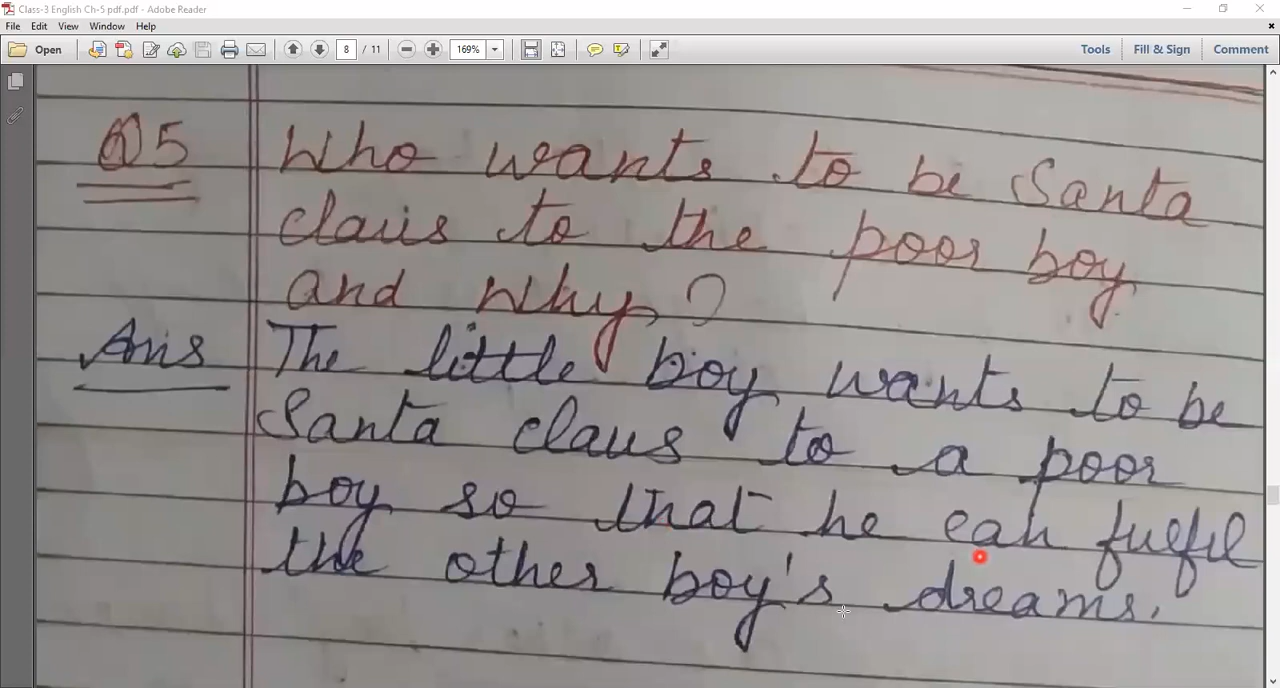 Class-3 English Ch-5 pdf.pdf - Adobe Reader
File Edit View Window Help
Open 8 / 11 169% Tools Fill & Sign Comment
Q5 Who wants to be Santa
claus to the poor boy
and why?
Ans The little boy wants to be
Santa claus to a poor
boy so that he can fulfil
the other boy's dreams.